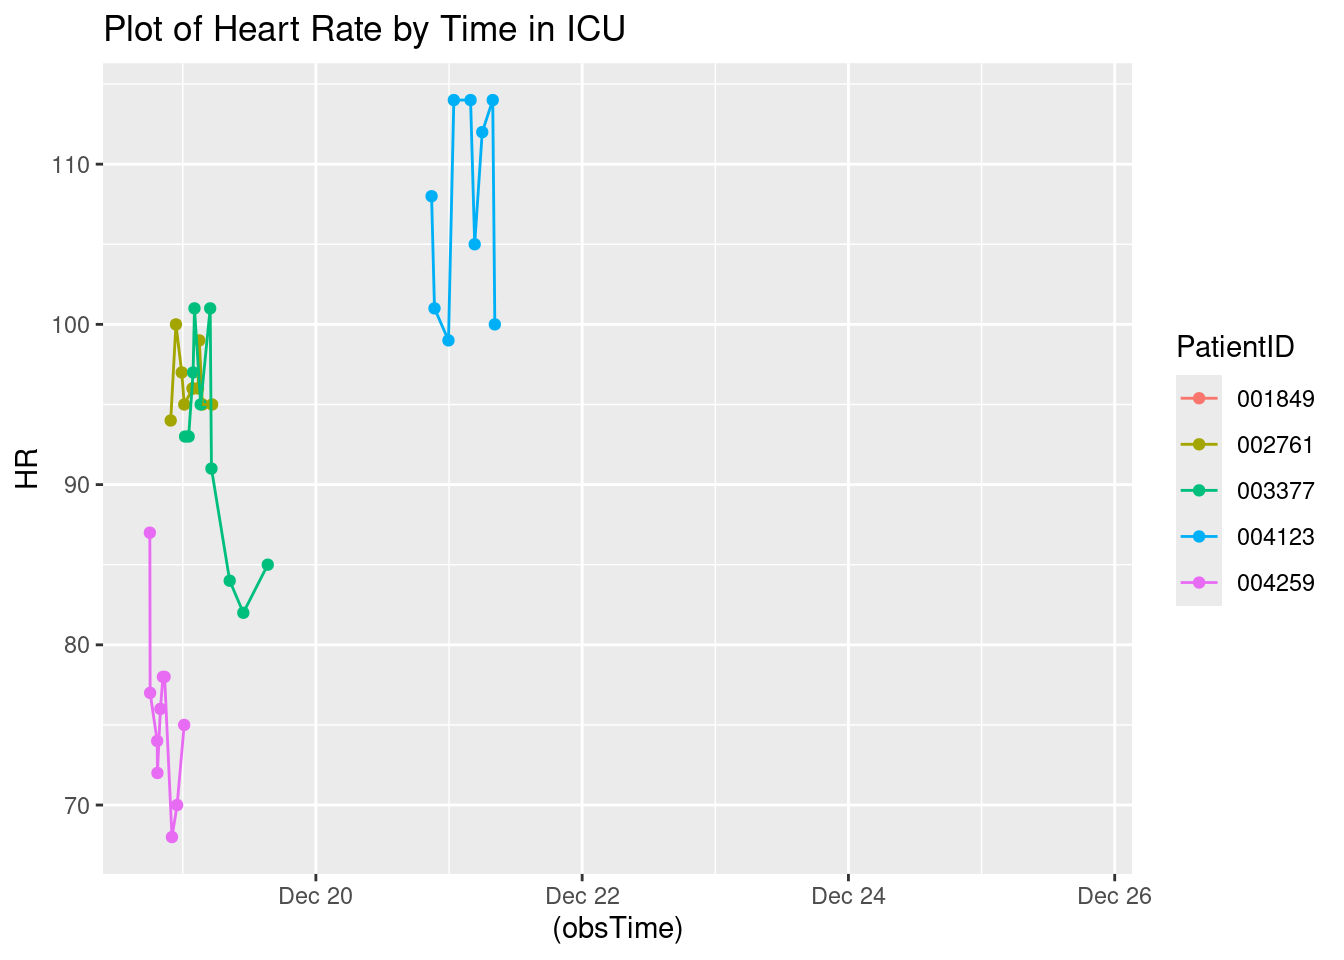 Plot of Heart Rate by Time in ICU
110
100
90
80
70
HR
Dec 20
Dec 22
Dec 24
Dec 26
(obsTime)
PatientID
001849
002761
003377
004123
004259